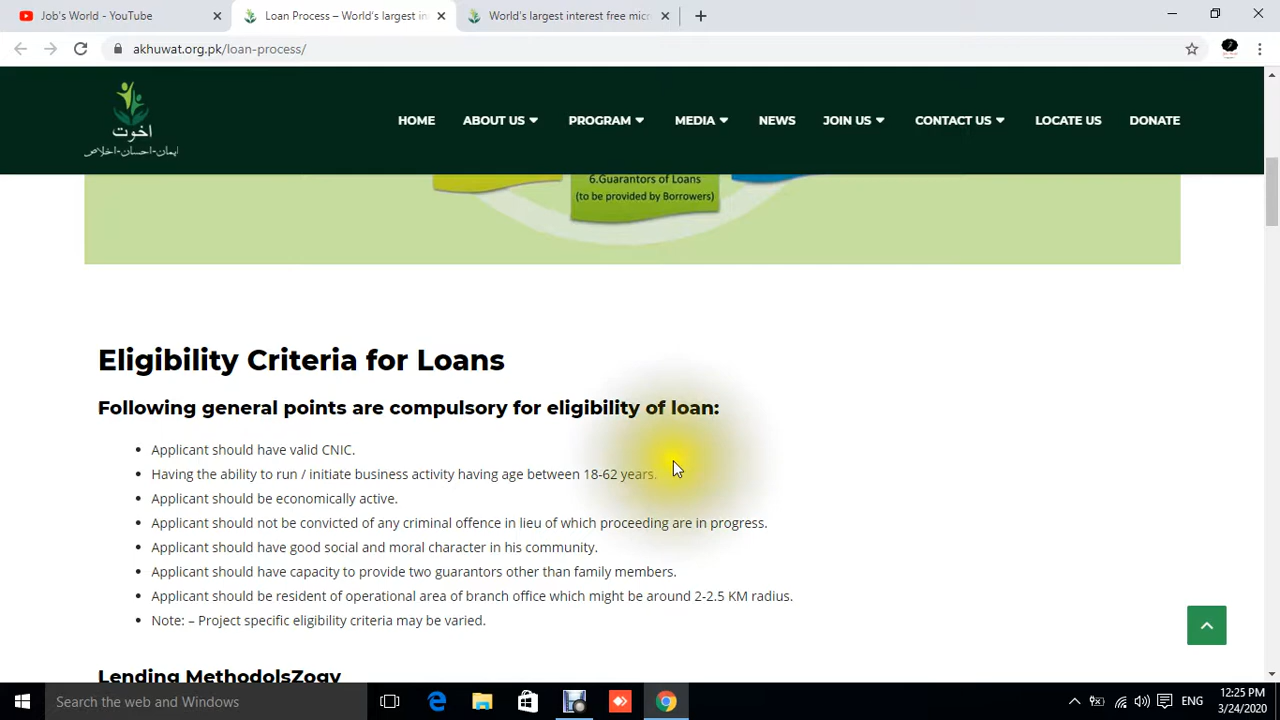 Job's World - YouTube
Loan Process – World's largest in
World's largest interest free micr
akhuwat.org.pk/loan-process/
اخوت
ایمان-احسان-اخلاص
HOME ABOUT US PROGRAM MEDIA NEWS JOIN US CONTACT US LOCATE US DONATE
6.Guarantors of Loans
(to be provided by Borrowers)
Eligibility Criteria for Loans
Following general points are compulsory for eligibility of loan:
Applicant should have valid CNIC.
Having the ability to run / initiate business activity having age between 18-62 years.
Applicant should be economically active.
Applicant should not be convicted of any criminal offence in lieu of which proceeding are in progress.
Applicant should have good social and moral character in his community.
Applicant should have capacity to provide two guarantors other than family members.
Applicant should be resident of operational area of branch office which might be around 2-2.5 KM radius.
Note: – Project specific eligibility criteria may be varied.
Lending MethodolsZogy
Search the web and Windows
ENG
12:25 PM
3/24/2020